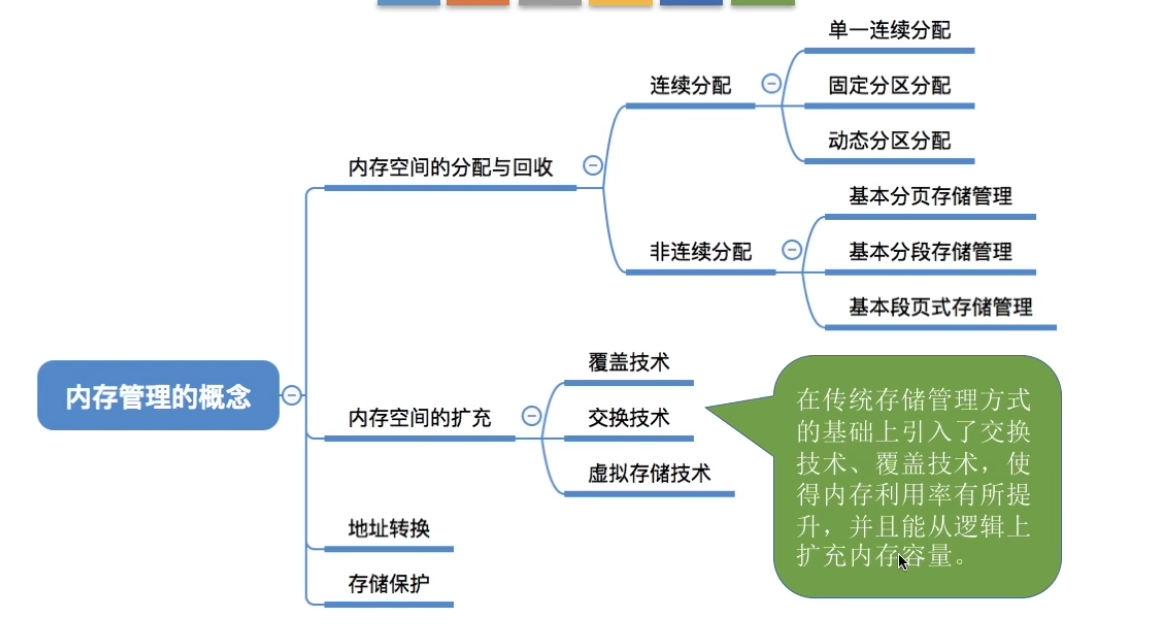 单一连续分配
连续分配
固定分区分配
动态分区分配
内存空间的分配与回收
基本分页存储管理
非连续分配
基本分段存储管理
基本段页式存储管理
内存管理的概念
覆盖技术
内存空间的扩充
交换技术
虚拟存储技术
地址转换
存储保护
在传统存储管理方式
的基础上引入了交换
技术、覆盖技术，使
得内存利用率有所提
升，并且能从逻辑上
扩充内存容量。